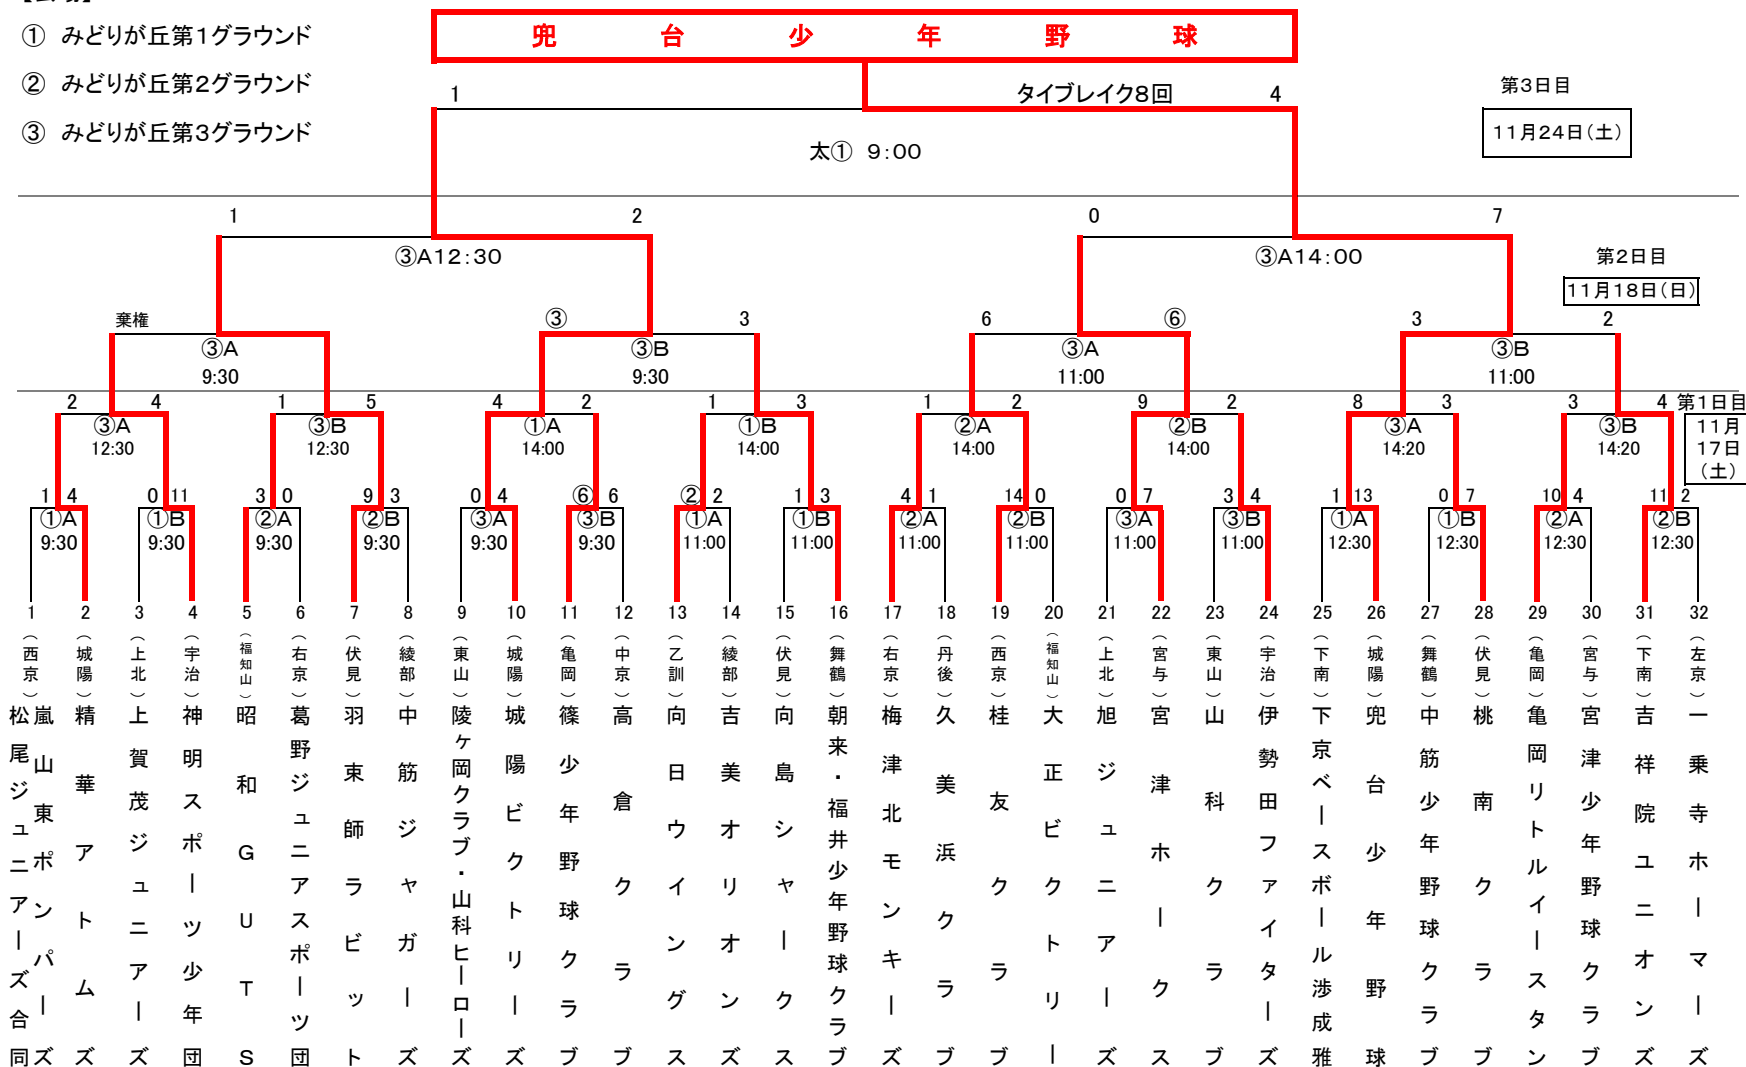 ① みどりが丘第1グラウンド
② みどりが丘第2グラウンド
③ みどりが丘第3グラウンド
兜台少年野球
1 タイブレイク8回 4
太① 9:00
第3日目
11月24日(土)
1 2 0 7
③A12:30 ③A14:00
第2日目
11月18日(日)
棄権 ③ 3 6 ⑥ 3 2
③A ③B ③A ③B
9:30 9:30 11:00 11:00
2 4 1 5 4 2 1 3 1 2 9 2 8 3 3 4
第1日目
11月
17日
(土)
③A ③B ①A ①B ②A ②B ③A ③B
12:30 12:30 14:00 14:00 14:00 14:00 14:20 14:20
1 4 0 11 3 0 9 3 0 4 ⑥ 6 ② 2 1 3 4 1 14 0 0 7 3 4 1 13 0 7 10 4 11 2
①A ①B ②A ②B ③A ③B ①A ①B ②A ②B ③A ③B ①A ①B ②A ②B
9:30 9:30 9:30 9:30 9:30 9:30 11:00 11:00 11:00 11:00 11:00 11:00 12:30 12:30 12:30 12:30
1 (西京) 嵐山東ポンパーズ
松尾ジュニアーズ合同
2 (城陽) 精華アトムズ
3 (上北) 上賀茂ジュニアーズ
4 (宇治) 神明スポーツ少年団
5 (福知山) 昭和GUTS
6 (右京) 葛野ジュニアスポーツ団
7 (伏見) 羽束師ラビット
8 (綾部) 中筋ジャガーズ
9 (東山) 陵ヶ岡クラブ・山科ヒーローズ
10 (城陽) 城陽ビクトリーズ
11 (亀岡) 篠少年野球クラブ
12 (中京) 高倉クラブ
13 (乙訓) 向日ウイングス
14 (綾部) 吉美オリオンズ
15 (伏見) 向島シャークス
16 (舞鶴) 朝来・福井少年野球クラブ
17 (右京) 梅津北モンキーズ
18 (丹後) 久美浜クラブ
19 (西京) 桂友クラブ
20 (福知山) 大正ビクトリー
21 (上北) 旭ジュニアーズ
22 (宮与) 宮津ホークス
23 (東山) 山科クラブ
24 (宇治) 伊勢田ファイターズ
25 (下南) 下京ベースボール渉成雅
26 (城陽) 兜台少年野球
27 (舞鶴) 中筋少年野球クラブ
28 (伏見) 桃南クラブ
29 (亀岡) 亀岡リトルイースタン
30 (宮与) 宮津少年野球クラブ
31 (下南) 吉祥院ユニオンズ
32 (左京) 一乗寺ホーマーズ